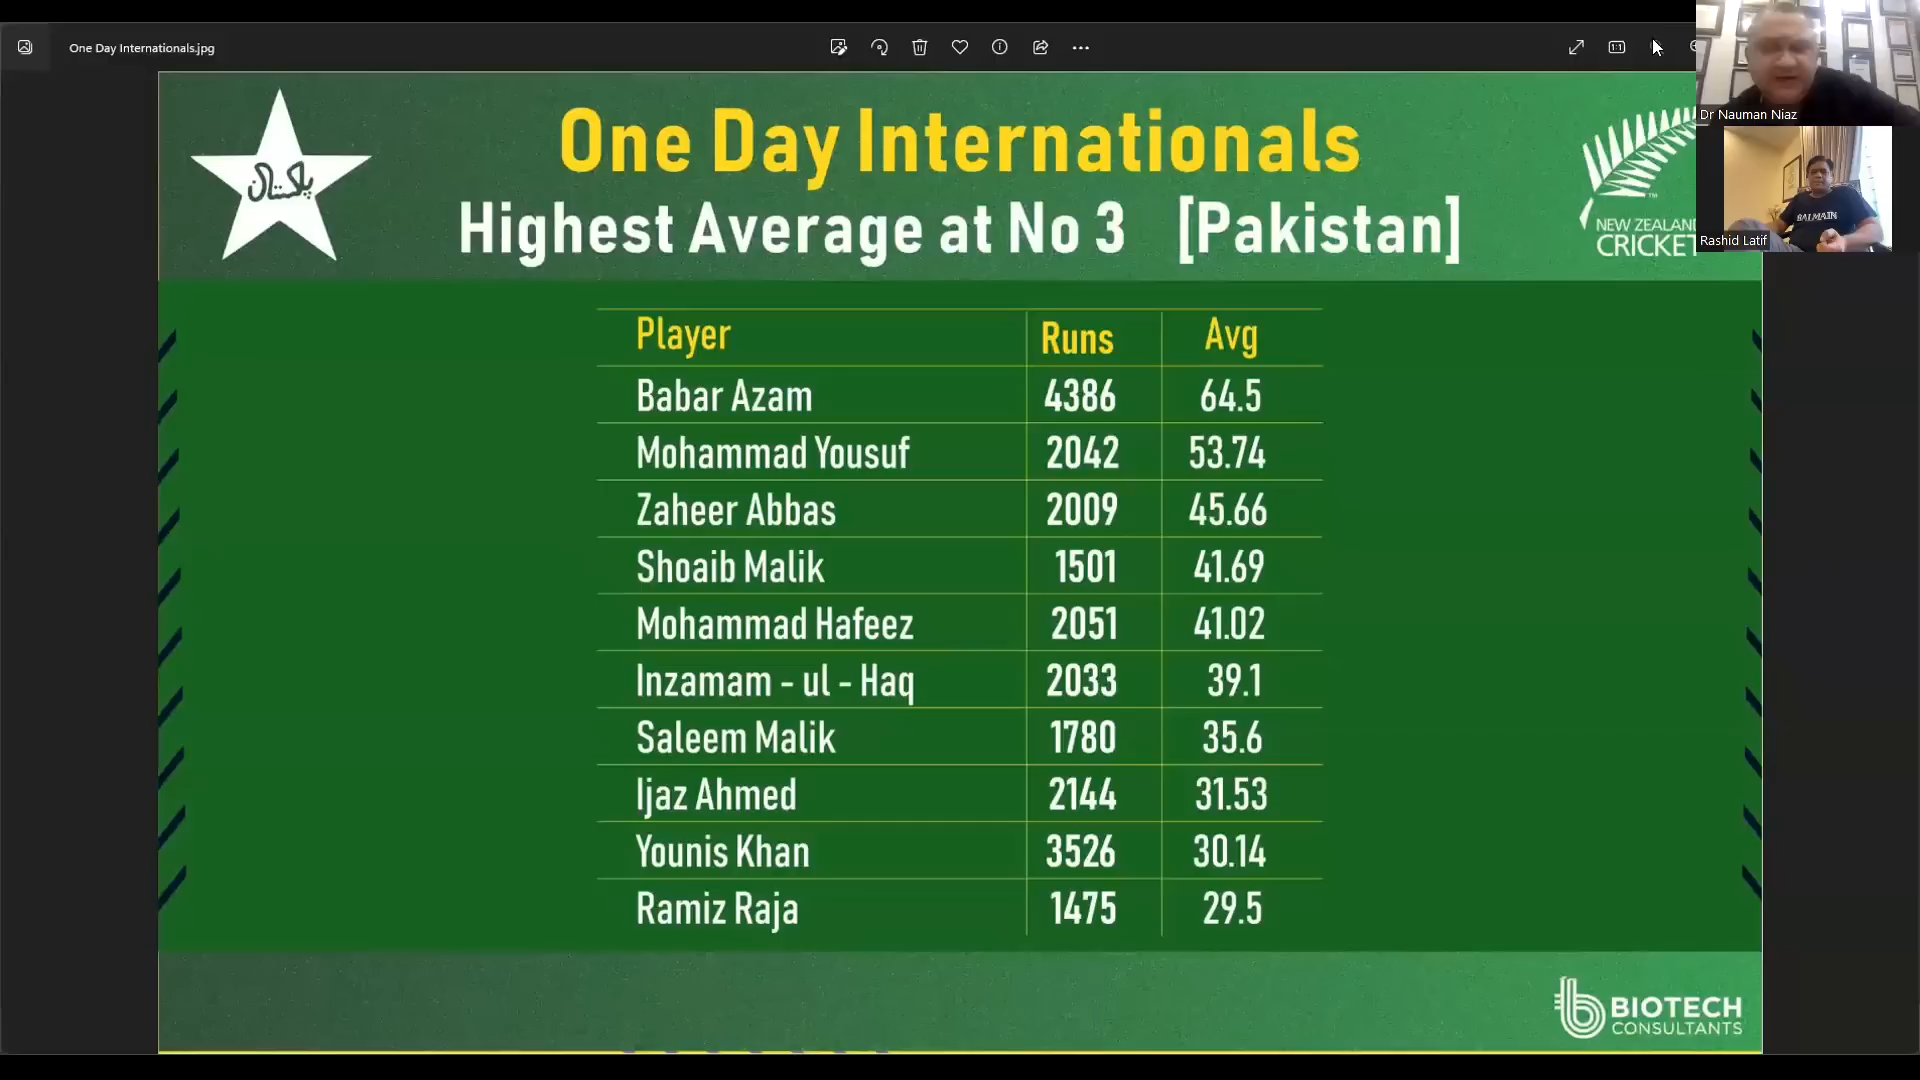 One Day Internationals.jpg
One Day Internationals
Highest Average at No 3 [Pakistan]
پاکستان
NEW ZEALAND
CRICKET
Dr Nauman Niaz
BALMAIN
Rashid Latif
Player Runs Avg
Babar Azam 4386 64.5
Mohammad Yousuf 2042 53.74
Zaheer Abbas 2009 45.66
Shoaib Malik 1501 41.69
Mohammad Hafeez 2051 41.02
Inzamam - ul - Haq 2033 39.1
Saleem Malik 1780 35.6
Ijaz Ahmed 2144 31.53
Younis Khan 3526 30.14
Ramiz Raja 1475 29.5
BIOTECH
CONSULTANTS